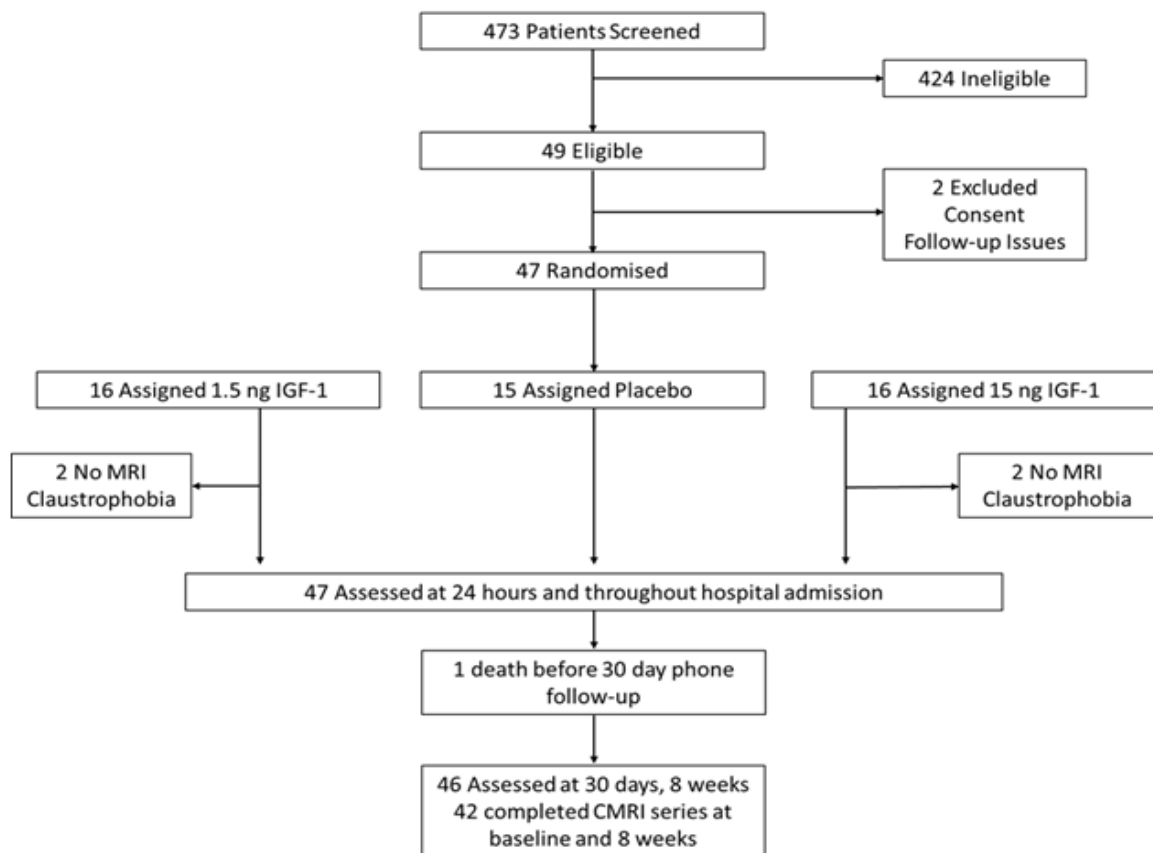 473 Patients Screened
424 Ineligible
49 Eligible
2 Excluded
Consent
Follow-up Issues
47 Randomised
16 Assigned 1.5 ng IGF-1
15 Assigned Placebo
16 Assigned 15 ng IGF-1
2 No MRI
Claustrophobia
2 No MRI
Claustrophobia
47 Assessed at 24 hours and throughout hospital admission
1 death before 30 day phone
follow-up
46 Assessed at 30 days, 8 weeks
42 completed CMRI series at
baseline and 8 weeks